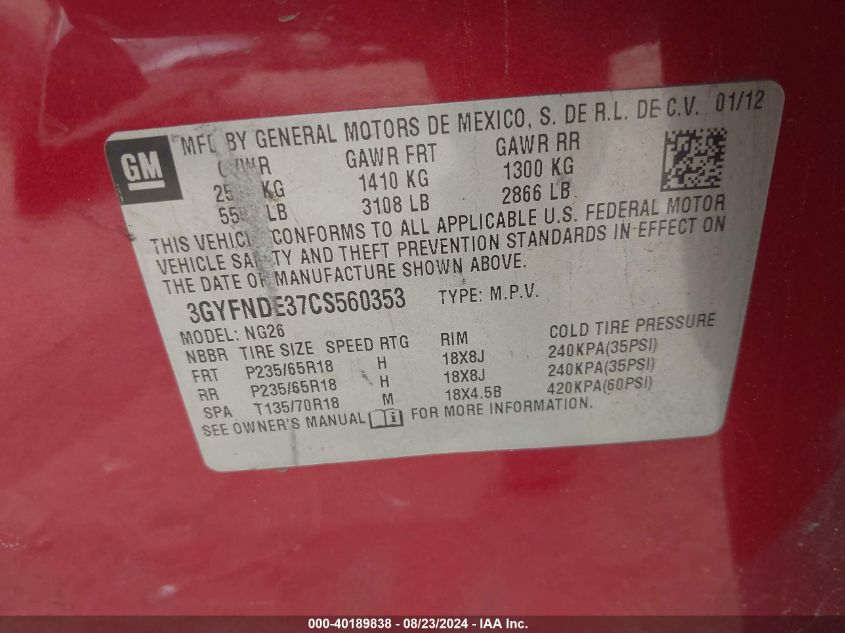 GM
MFD BY GENERAL MOTORS DE MEXICO, S. DE R.L. DE C.V. 01/12
GAWR FRT GAWR RR
KG 1410 KG 1300 KG
LB 3108 LB 2866 LB
THIS VEHICLE CONFORMS TO ALL APPLICABLE U.S. FEDERAL MOTOR
VEHICLE SAFETY AND THEFT PREVENTION STANDARDS IN EFFECT ON
THE DATE OF MANUFACTURE SHOWN ABOVE.
3GYFNDE37CS560353 TYPE: M.P.V.
MODEL: NG26
NBBR TIRE SIZE SPEED RTG RIM COLD TIRE PRESSURE
FRT P235/65R18 H 18X8J 240KPA(35PSI)
RR P235/65R18 H 18X8J 240KPA(35PSI)
SPA T135/70R18 M 18X4.5B 420KPA(60PSI)
SEE OWNER'S MANUAL FOR MORE INFORMATION.
000-40189838 - 08/23/2024 - IAA Inc.